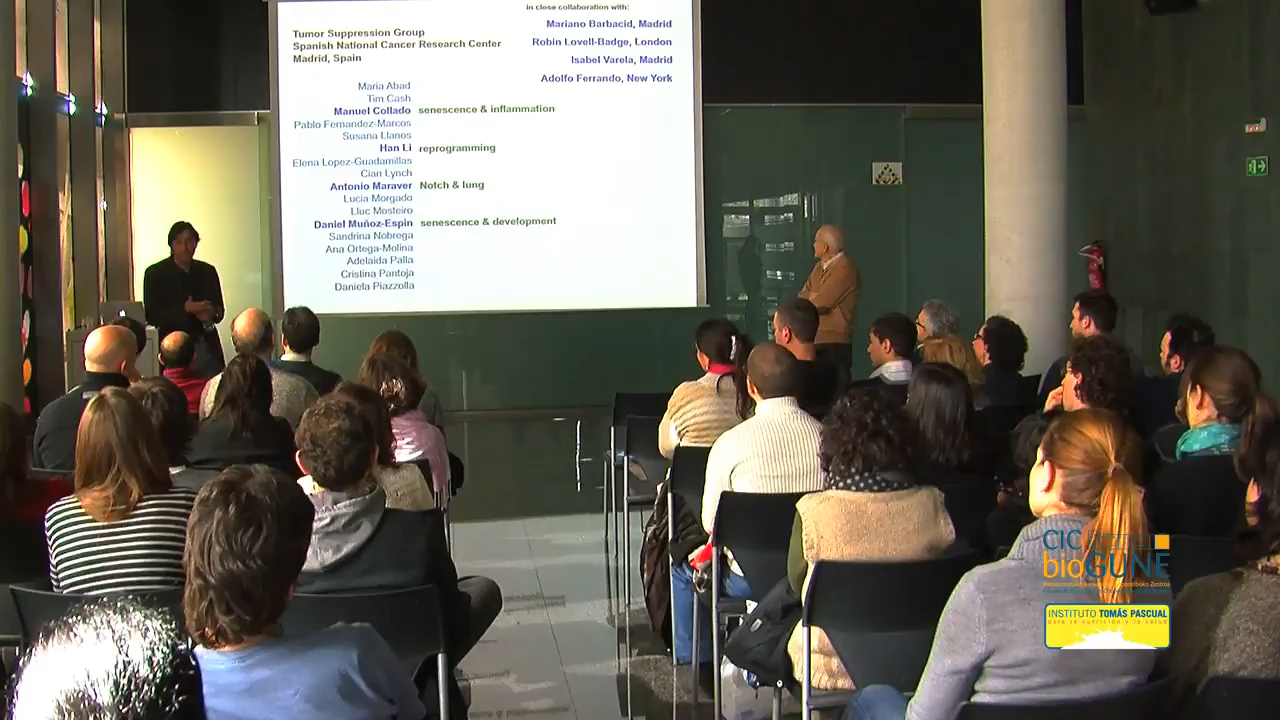 in close collaboration with:
Mariano Barbacid, Madrid
Robin Lovell-Badge, London
Isabel Varela, Madrid
Adolfo Ferrando, New York
Tumor Suppression Group
Spanish National Cancer Research Center
Madrid, Spain
Maria Abad
Tim Cash
Manuel Collado senescence & inflammation
Pablo Fernandez-Marcos
Susana Llanos
Han Li reprogramming
Elena Lopez-Guadamillas
Cian Lynch
Antonio Maraver Notch & lung
Lucia Morgado
Lluc Mosteiro
Daniel Muñoz-Espin senescence & development
Sandrina Nobrega
Ana Ortega-Molina
Adelaida Palla
Cristina Pantoja
Daniela Piazzolla
CIC
bioGUNE
INSTITUTO TOMÁS PASCUAL
para la nutrición y la salud